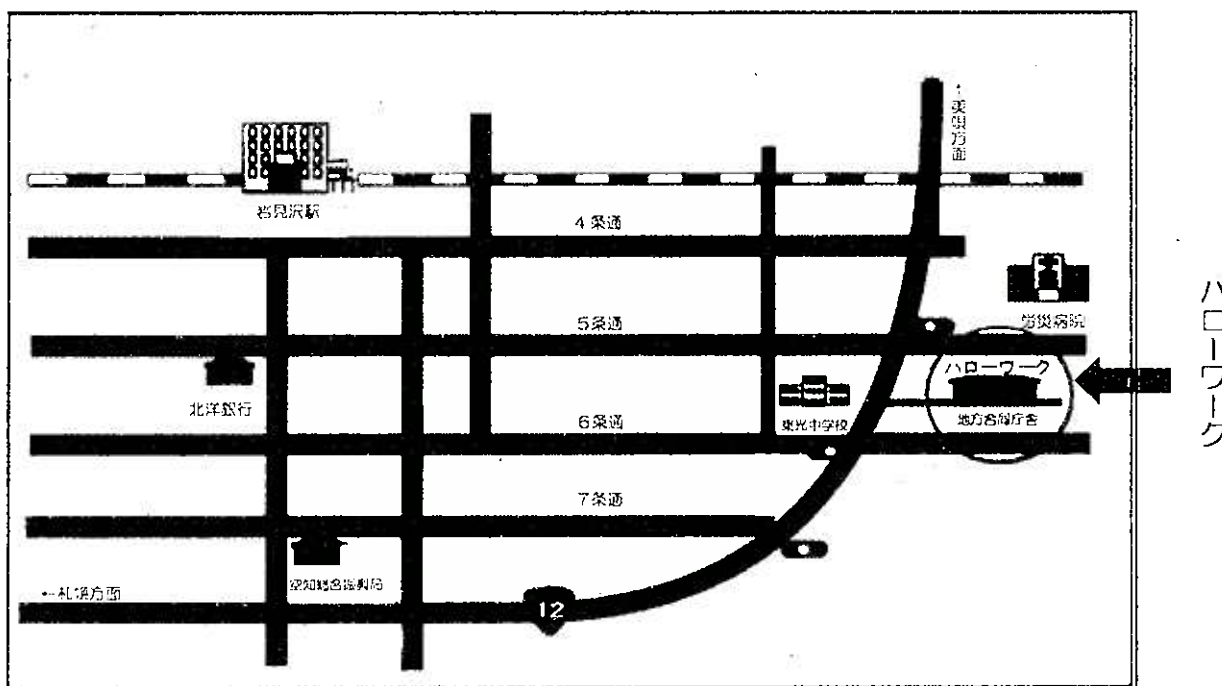 ↑美唄方面
岩見沢駅
4条通
労災病院
5条通
ハローワーク
ハローワーク
北洋銀行
東光中学校
地方合同庁舎
6条通
7条通
空知総合振興局
←札幌方面
12